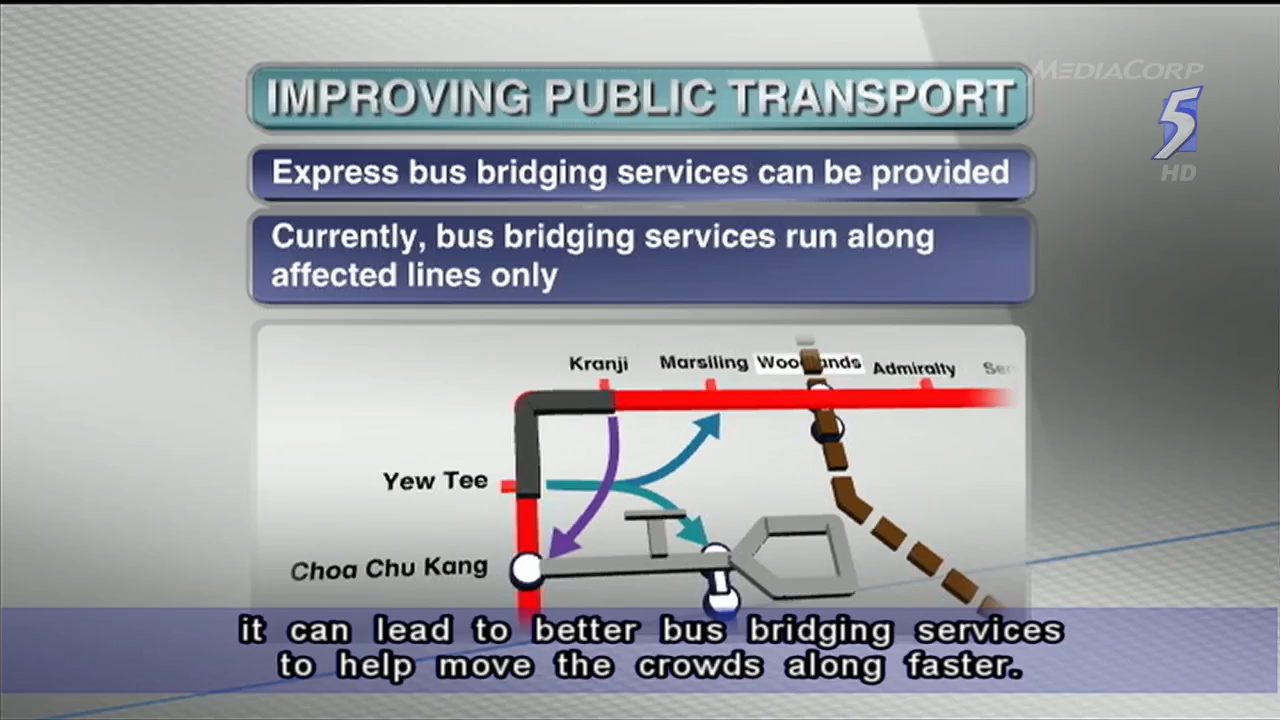 IMPROVING PUBLIC TRANSPORT
MEDIACORP
5
HD
Express bus bridging services can be provided
Currently, bus bridging services run along
affected lines only
Kranji
Marsiling
Woodlands
Admiralty
Yew Tee
Choa Chu Kang
it can lead to better bus bridging services
to help move the crowds along faster.